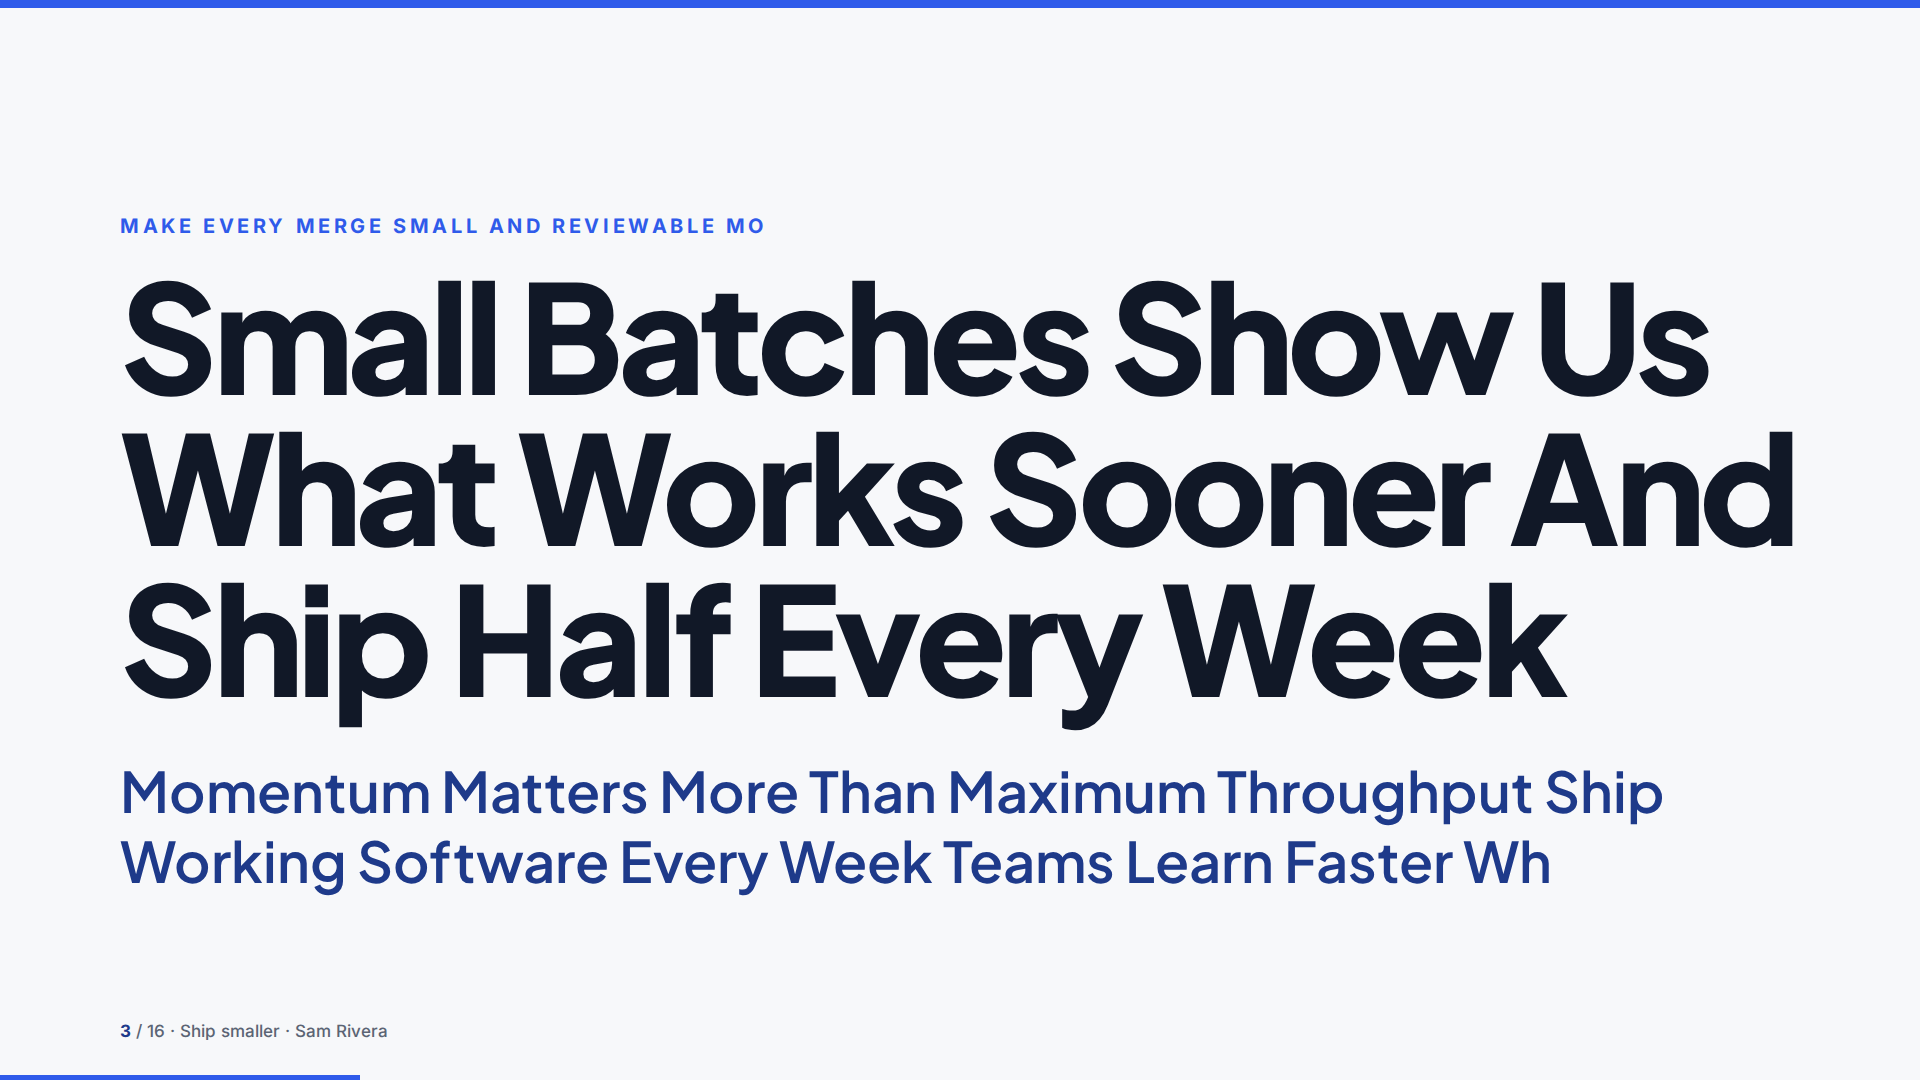 MAKE EVERY MERGE SMALL AND REVIEWABLE MO
Small Batches Show Us
What Works Sooner And
Ship Half Every Week
Momentum Matters More Than Maximum Throughput Ship
Working Software Every Week Teams Learn Faster Wh
3 / 16 · Ship smaller · Sam Rivera